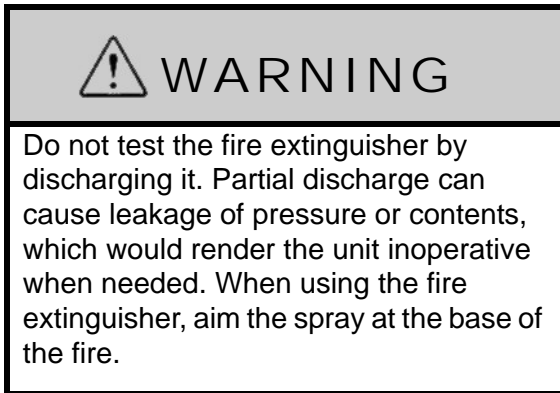 WARNING
Do not test the fire extinguisher by
discharging it. Partial discharge can
cause leakage of pressure or contents,
which would render the unit inoperative
when needed. When using the fire
extinguisher, aim the spray at the base of
the fire.